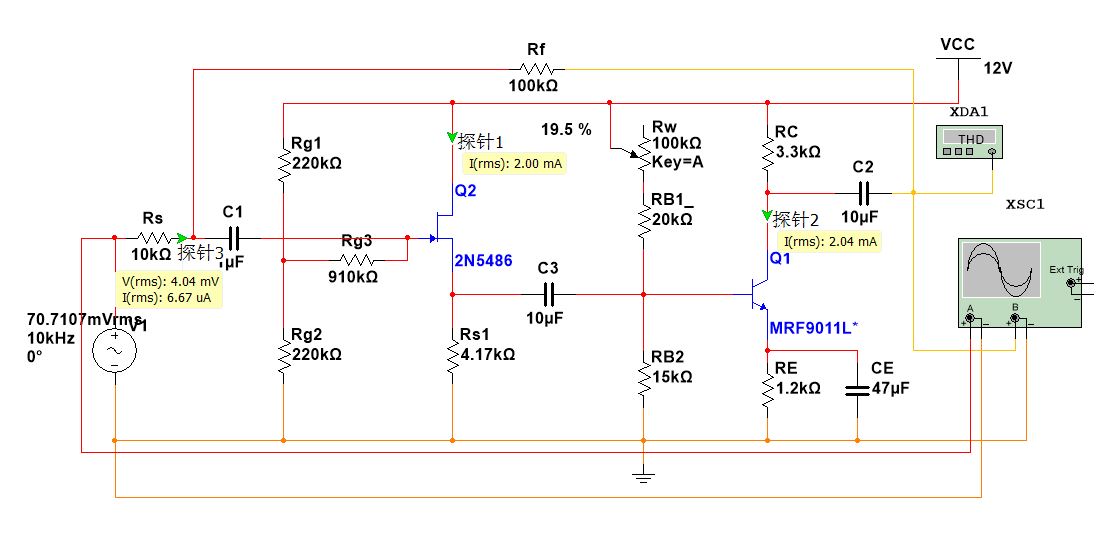 Rf
100kΩ
VCC
12V
XDA1
THD
19.5 %
Rw
100kΩ
Key=A
RC
3.3kΩ
Rg1
220kΩ
探针1
I(rms): 2.00 mA
Q2
RB1_
20kΩ
C2
10µF
XSC1
Rs
10kΩ
C1
1µF
探针3
V(rms): 4.04 mV
I(rms): 6.67 uA
Rg3
910kΩ
2N5486
探针2
I(rms): 2.04 mA
Q1
Ext Trig
C3
10µF
A
B
MRF9011L*
70.7107mVrms
V1
10kHz
0°
Rg2
220kΩ
Rs1
4.17kΩ
RB2
15kΩ
RE
1.2kΩ
CE
47µF